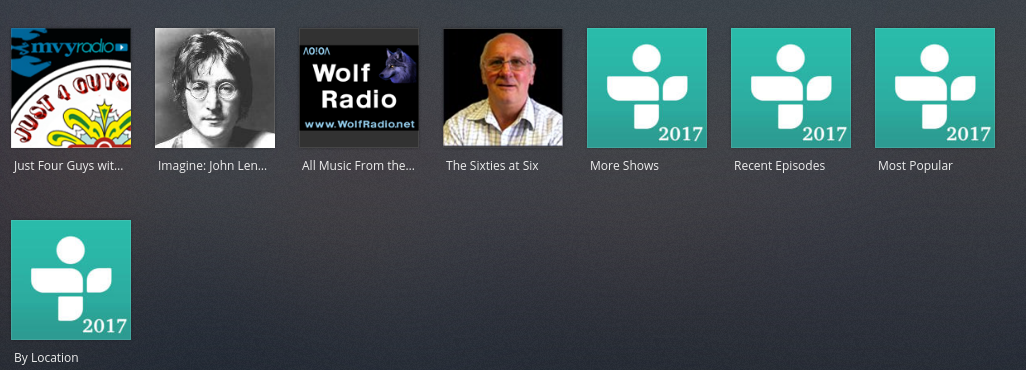 mvyradio
JUST 4 GUYS
Wolf
Radio
www.WolfRadio.net
2017
2017
2017
Just Four Guys wit...
Imagine: John Len...
All Music From the...
The Sixties at Six
More Shows
Recent Episodes
Most Popular
2017
By Location